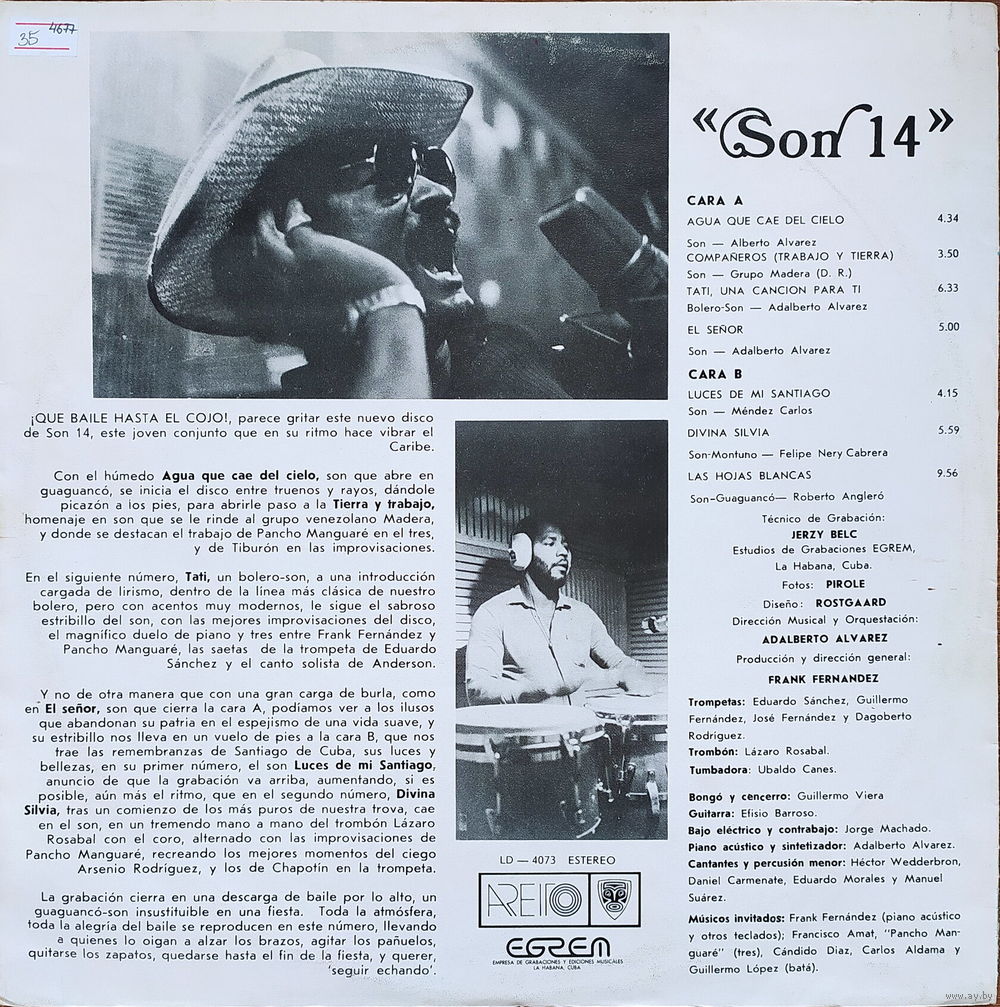 35 4677
«Son 14»
CARA A
AGUA QUE CAE DEL CIELO 4.34
Son — Alberto Alvarez
COMPAÑEROS (TRABAJO Y TIERRA) 3.50
Son — Grupo Madera (D. R.)
TATI, UNA CANCION PARA TI 6.33
Bolero-Son — Adalberto Alvarez
EL SEÑOR 5.00
Son — Adalberto Alvarez
CARA B
LUCES DE MI SANTIAGO 4.15
Son — Méndez Carlos
DIVINA SILVIA 5.59
Son-Montuno — Felipe Nery Cabrera
LAS HOJAS BLANCAS 9.56
Son-Guaguancó— Roberto Angleró
Técnico de Grabación:
JERZY BELC
Estudios de Grabaciones EGREM,
La Habana, Cuba.
Fotos: PIROLE
Diseño: ROSTGAARD
Dirección Musical y Orquestación:
ADALBERTO ALVAREZ
Producción y dirección general:
FRANK FERNANDEZ
Trompetas: Eduardo Sánchez, Guillermo
Fernández, José Fernández y Dagoberto
Rodríguez.
Trombón: Lázaro Rosabal.
Tumbadora: Ubaldo Canes.
Bongó y cencerro: Guillermo Viera
Guitarra: Efisio Barroso.
Bajo eléctrico y contrabajo: Jorge Machado.
Piano acústico y sintetizador: Adalberto Alvarez.
Cantantes y percusión menor: Héctor Wedderbron,
Daniel Carmenate, Eduardo Morales y Manuel
Suárez.
Músicos invitados: Frank Fernández (piano acústico
y otros teclados); Francisco Amat, "Pancho Man-
guaré" (tres), Cándido Diaz, Carlos Aldama y
Guillermo López (batá).
¡QUE BAILE HASTA EL COJO!, parece gritar este nuevo disco
de Son 14, este joven conjunto que en su ritmo hace vibrar el
Caribe.
Con el húmedo Agua que cae del cielo, son que abre en
guaguancó, se inicia el disco entre truenos y rayos, dándole
picazón a los pies, para abrirle paso a la Tierra y trabajo,
homenaje en son que se le rinde al grupo venezolano Madera,
y donde se destacan el trabajo de Pancho Manguaré en el tres,
y de Tiburón en las improvisaciones.
En el siguiente número, Tati, un bolero-son, a una introducción
cargada de lirismo, dentro de la línea más clásica de nuestro
bolero, pero con acentos muy modernos, le sigue el sabroso
estribillo del son, con las mejores improvisaciones del disco,
el magnífico duelo de piano y tres entre Frank Fernández y
Pancho Manguaré, las saetas de la trompeta de Eduardo
Sánchez y el canto solista de Anderson.
Y no de otra manera que con una gran carga de burla, como
en El señor, son que cierra la cara A, podíamos ver a los ilusos
que abandonan su patria en el espejismo de una vida suave, y
su estribillo nos lleva en un vuelo de pies a la cara B, que nos
trae las remembranzas de Santiago de Cuba, sus luces y
bellezas, en su primer número, el son Luces de mi Santiago,
anuncio de que la grabación va arriba, aumentando, si es
posible, aún más el ritmo, que en el segundo número, Divina
Silvia, tras un comienzo de los más puros de nuestra trova, cae
en el son, en un tremendo mano a mano del trombón Lázaro
Rosabal con el coro, alternado con las improvisaciones de
Pancho Manguaré, recreando los mejores momentos del ciego
Arsenio Rodríguez, y los de Chapotín en la trompeta.
La grabación cierra en una descarga de baile por lo alto, un
guaguancó-son insustituible en una fiesta. Toda la atmósfera,
toda la alegría del baile se reproducen en este número, llevando
a quienes lo oigan a alzar los brazos, agitar los pañuelos,
quitarse los zapatos, quedarse hasta el fin de la fiesta, y querer,
'seguir echando'.
LD — 4073 ESTEREO
AREITO
EGREM
EMPRESA DE GRABACIONES Y EDICIONES MUSICALES
LA HABANA, CUBA
www.ay.by